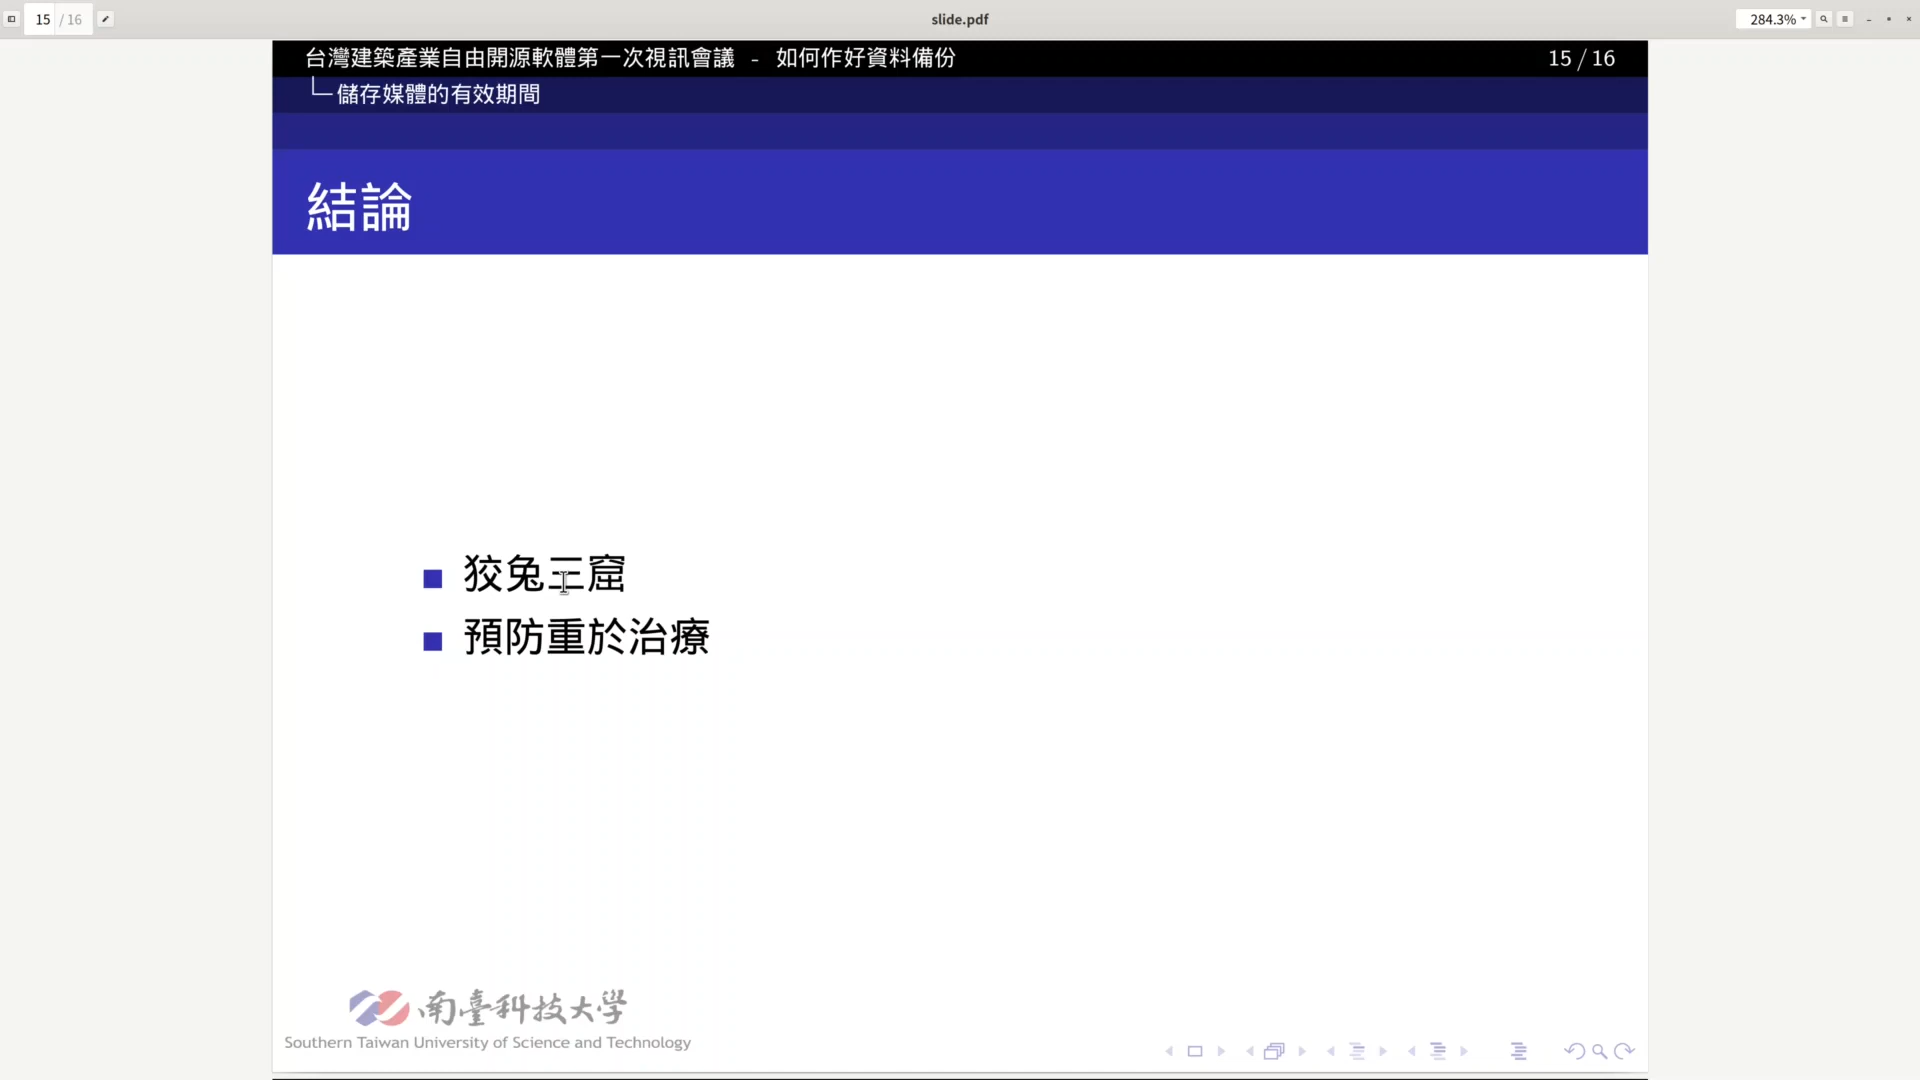 15 / 16
slide.pdf
284.3%
台灣建築產業自由開源軟體第一次視訊會議 - 如何作好資料備份
15 / 16
儲存媒體的有效期間
結論
狡兔三窟
預防重於治療
南臺科技大學
Southern Taiwan University of Science and Technology